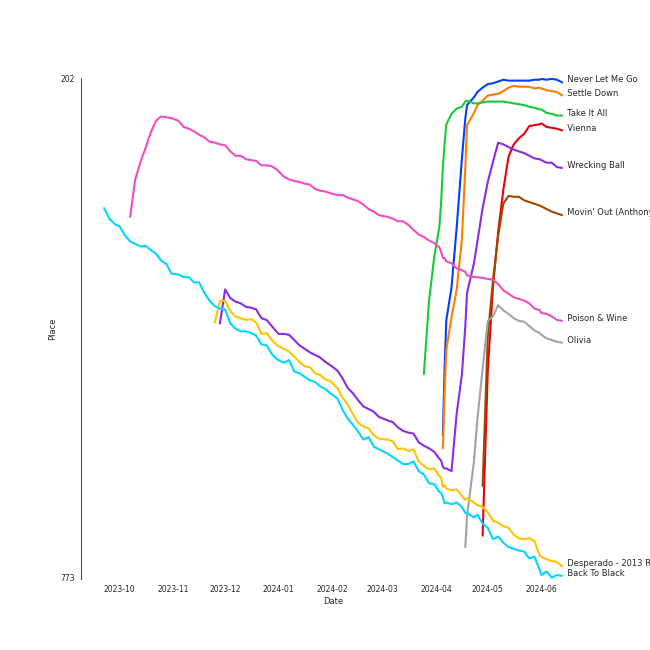 202
Never Let Me Go
Settle Down
Take It All
Vienna
Wrecking Ball
Movin' Out (Anthony
Poison & Wine
Olivia
Place
Desperado - 2013 R
Back To Black
773
2023-10 2023-11 2023-12 2024-01 2024-02 2024-03 2024-04 2024-05 2024-06
Date